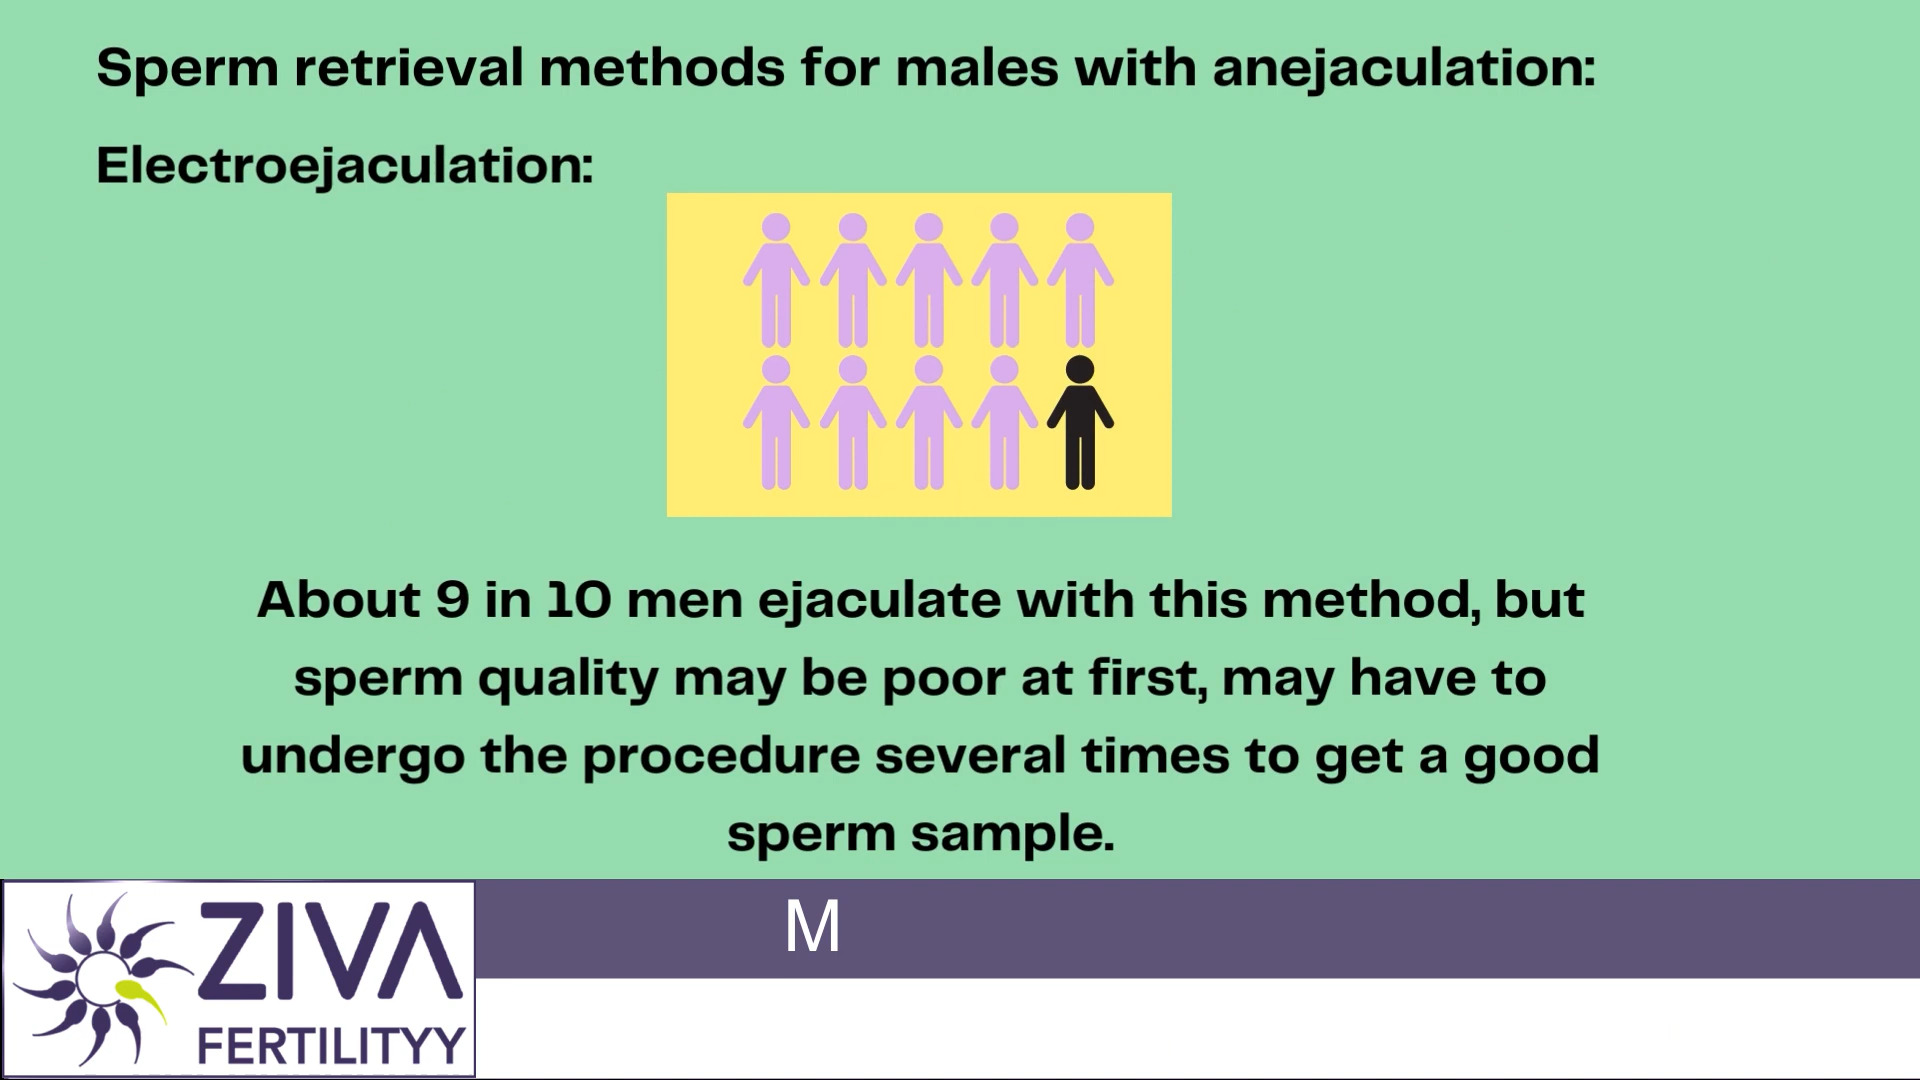 Sperm retrieval methods for males with anejaculation:
Electroejaculation:
About 9 in 10 men ejaculate with this method, but
sperm quality may be poor at first, may have to
undergo the procedure several times to get a good
sperm sample.
M
ZIVA
FERTILITYY